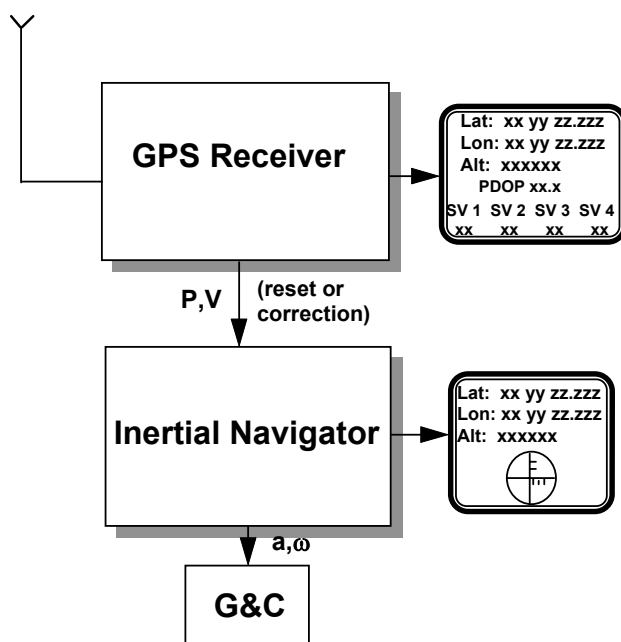 GPS Receiver
Lat: xx yy zz.zzz
Lon: xx yy zz.zzz
Alt: xxxxxx
PDOP xx.x
SV 1 SV 2 SV 3 SV 4
xx xx xx xx
P,V
(reset or
correction)
Inertial Navigator
Lat: xx yy zz.zzz
Lon: xx yy zz.zzz
Alt: xxxxxx
a,ω
G&C